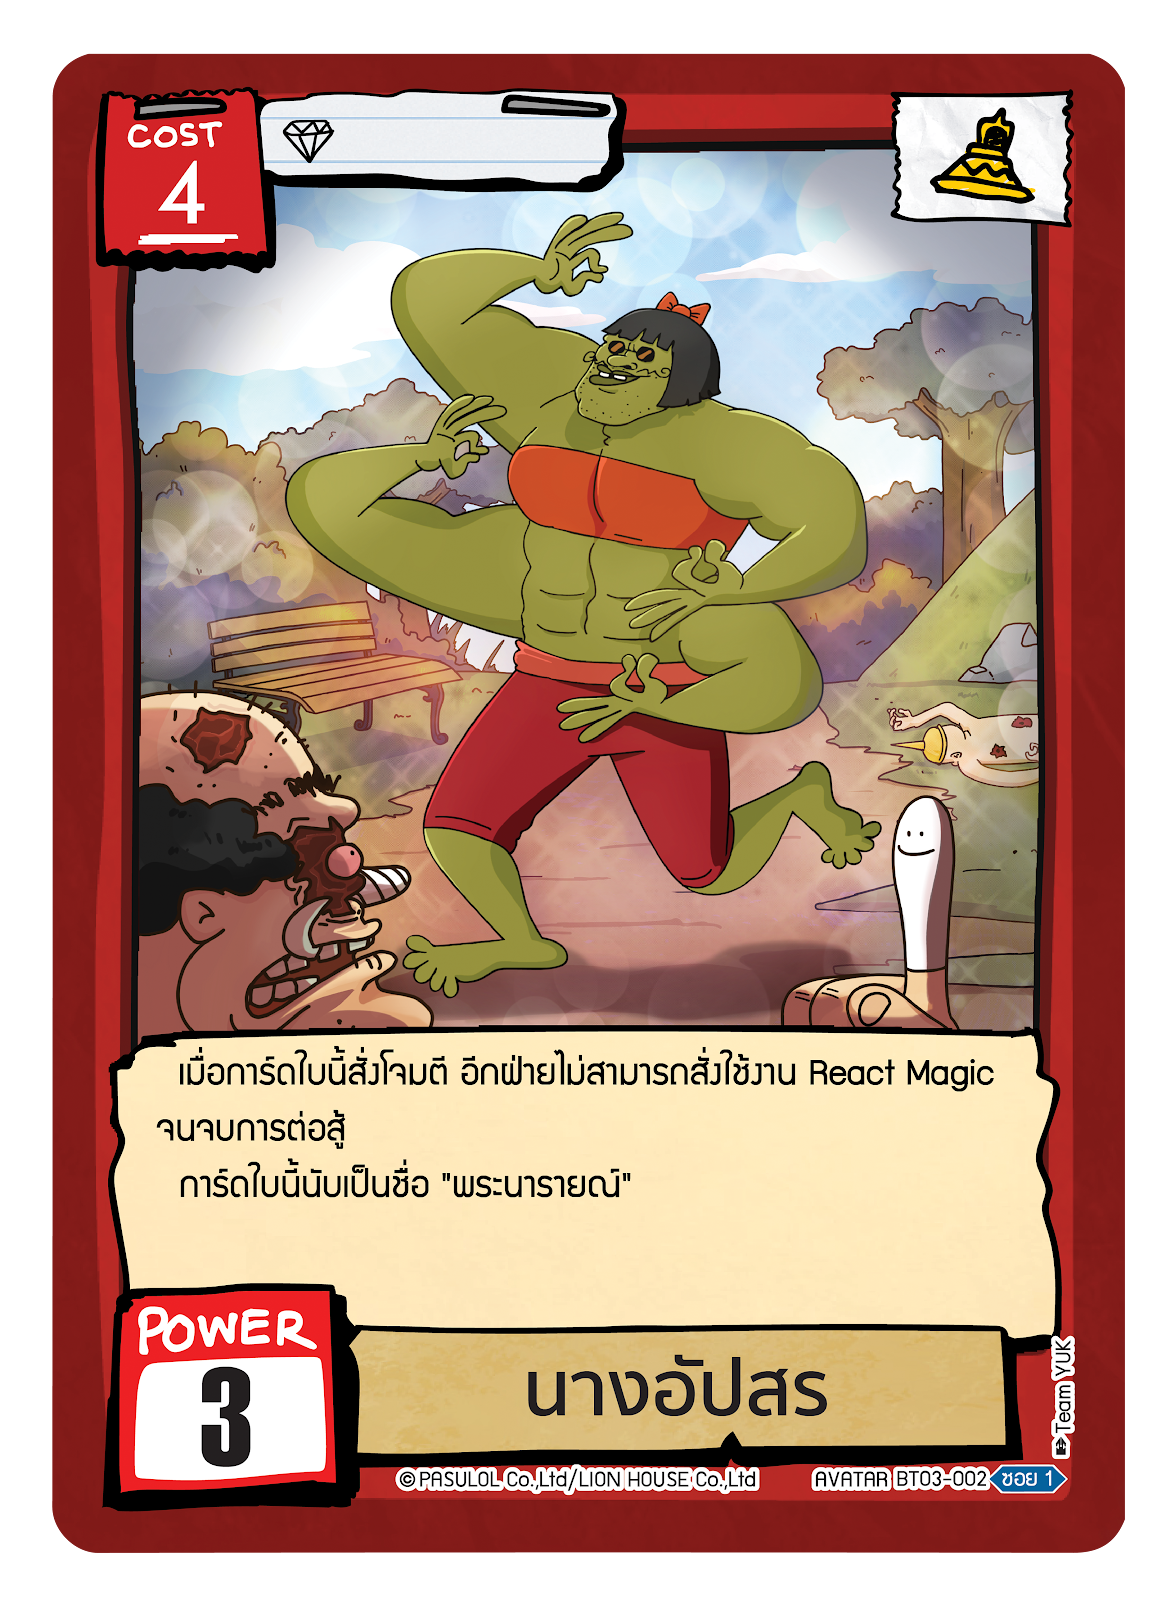 COST
4
เมื่อการ์ดใบนี้สั่งโจมตี อีกฝ่ายไม่สามารถสั่งใช้งาน React Magic
จนจบการต่อสู้
การ์ดใบนี้นับเป็นชื่อ "พระนารายณ์"
POWER
3
นางอัปสร
Team YUK
© PASULOL Co.,Ltd/LION HOUSE Co.,Ltd
AVATAR BT03-002 ซอย 1